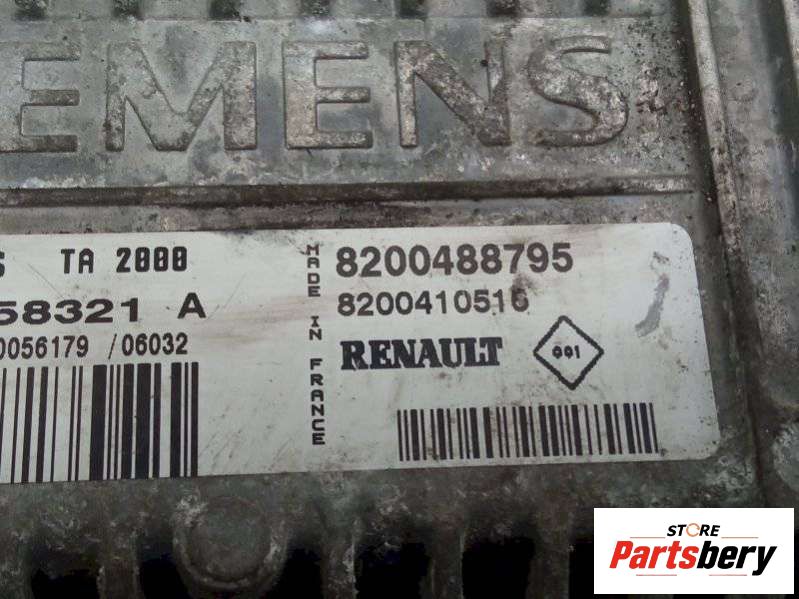 EMENS
S TA 2000
58321 A
0056179 /06032
MADE IN FRANCE
8200488795
8200410516
RENAULT
001
STORE
Partsbery